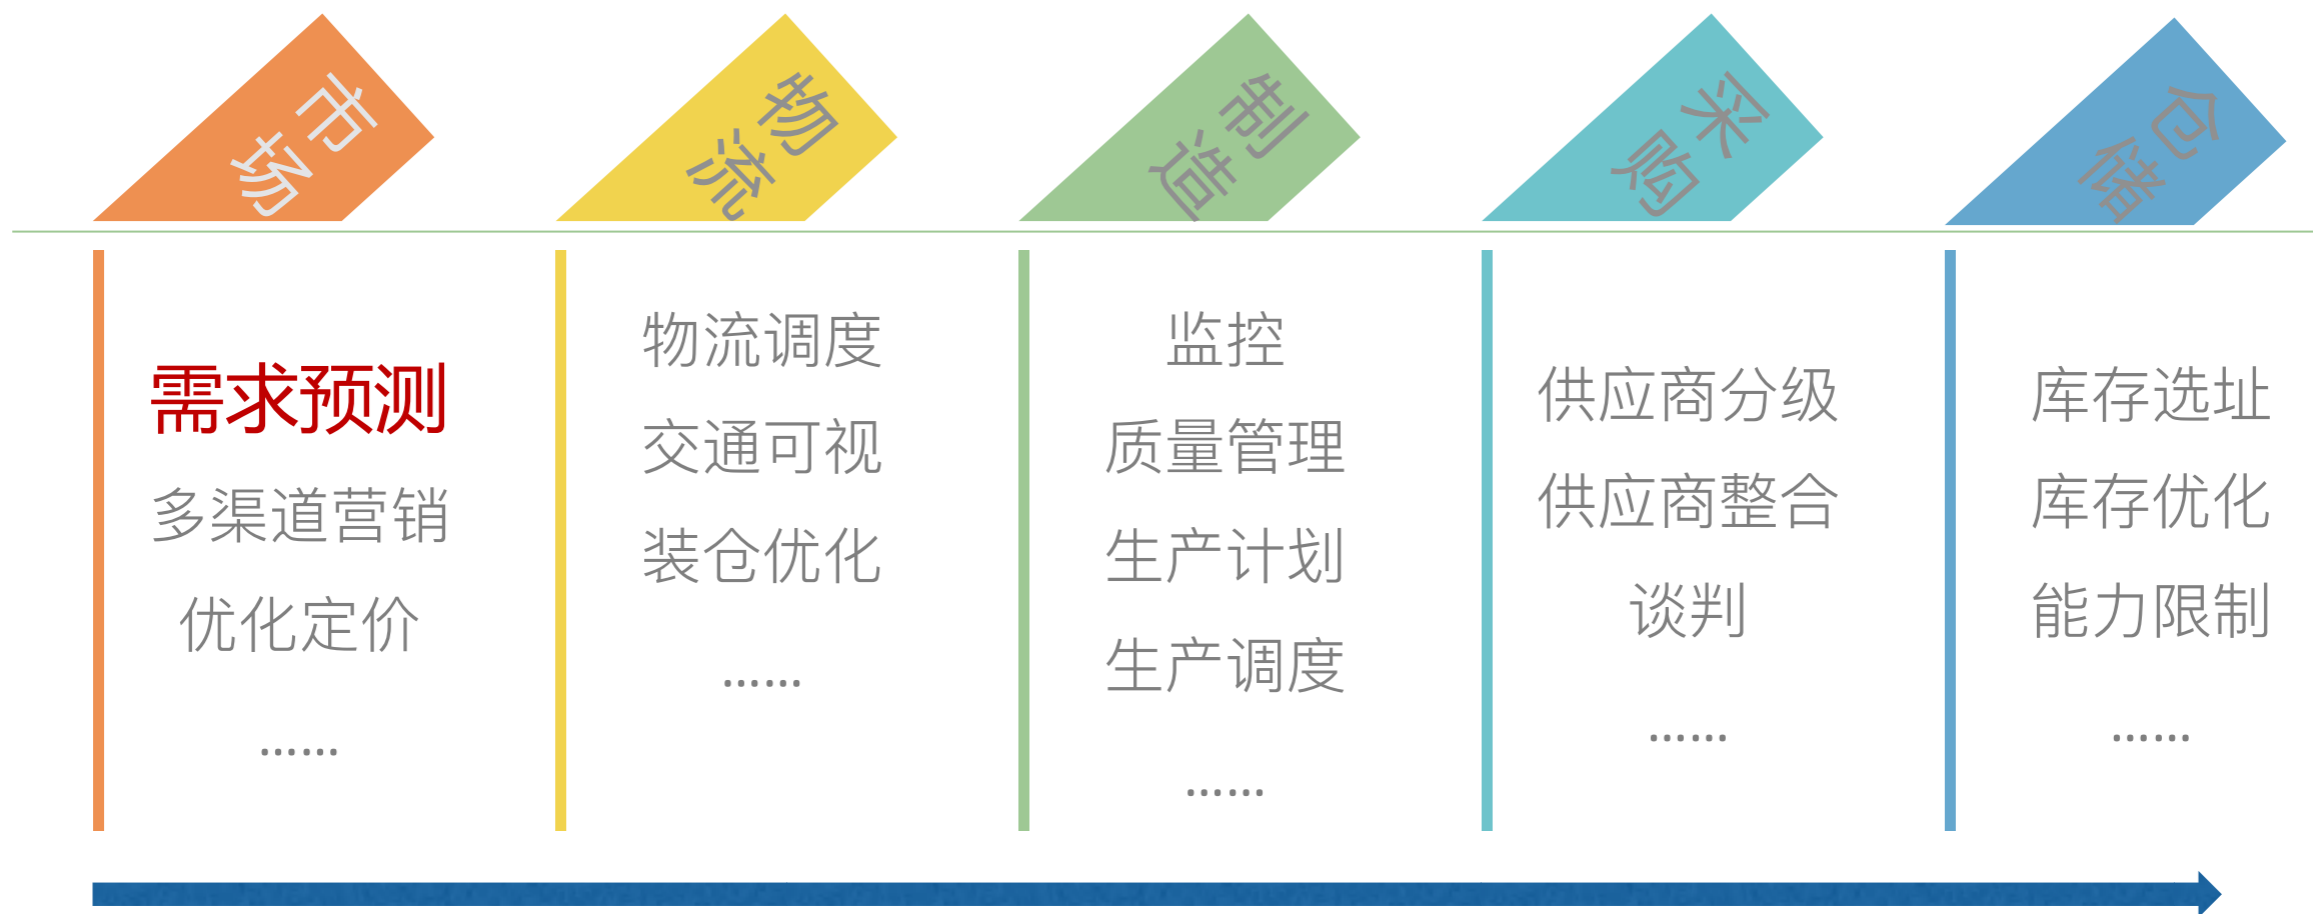 市场
物流
制造
采购
仓储
需求预测
多渠道营销
优化定价
……
物流调度
交通可视
装仓优化
……
监控
质量管理
生产计划
生产调度
……
供应商分级
供应商整合
谈判
……
库存选址
库存优化
能力限制
……